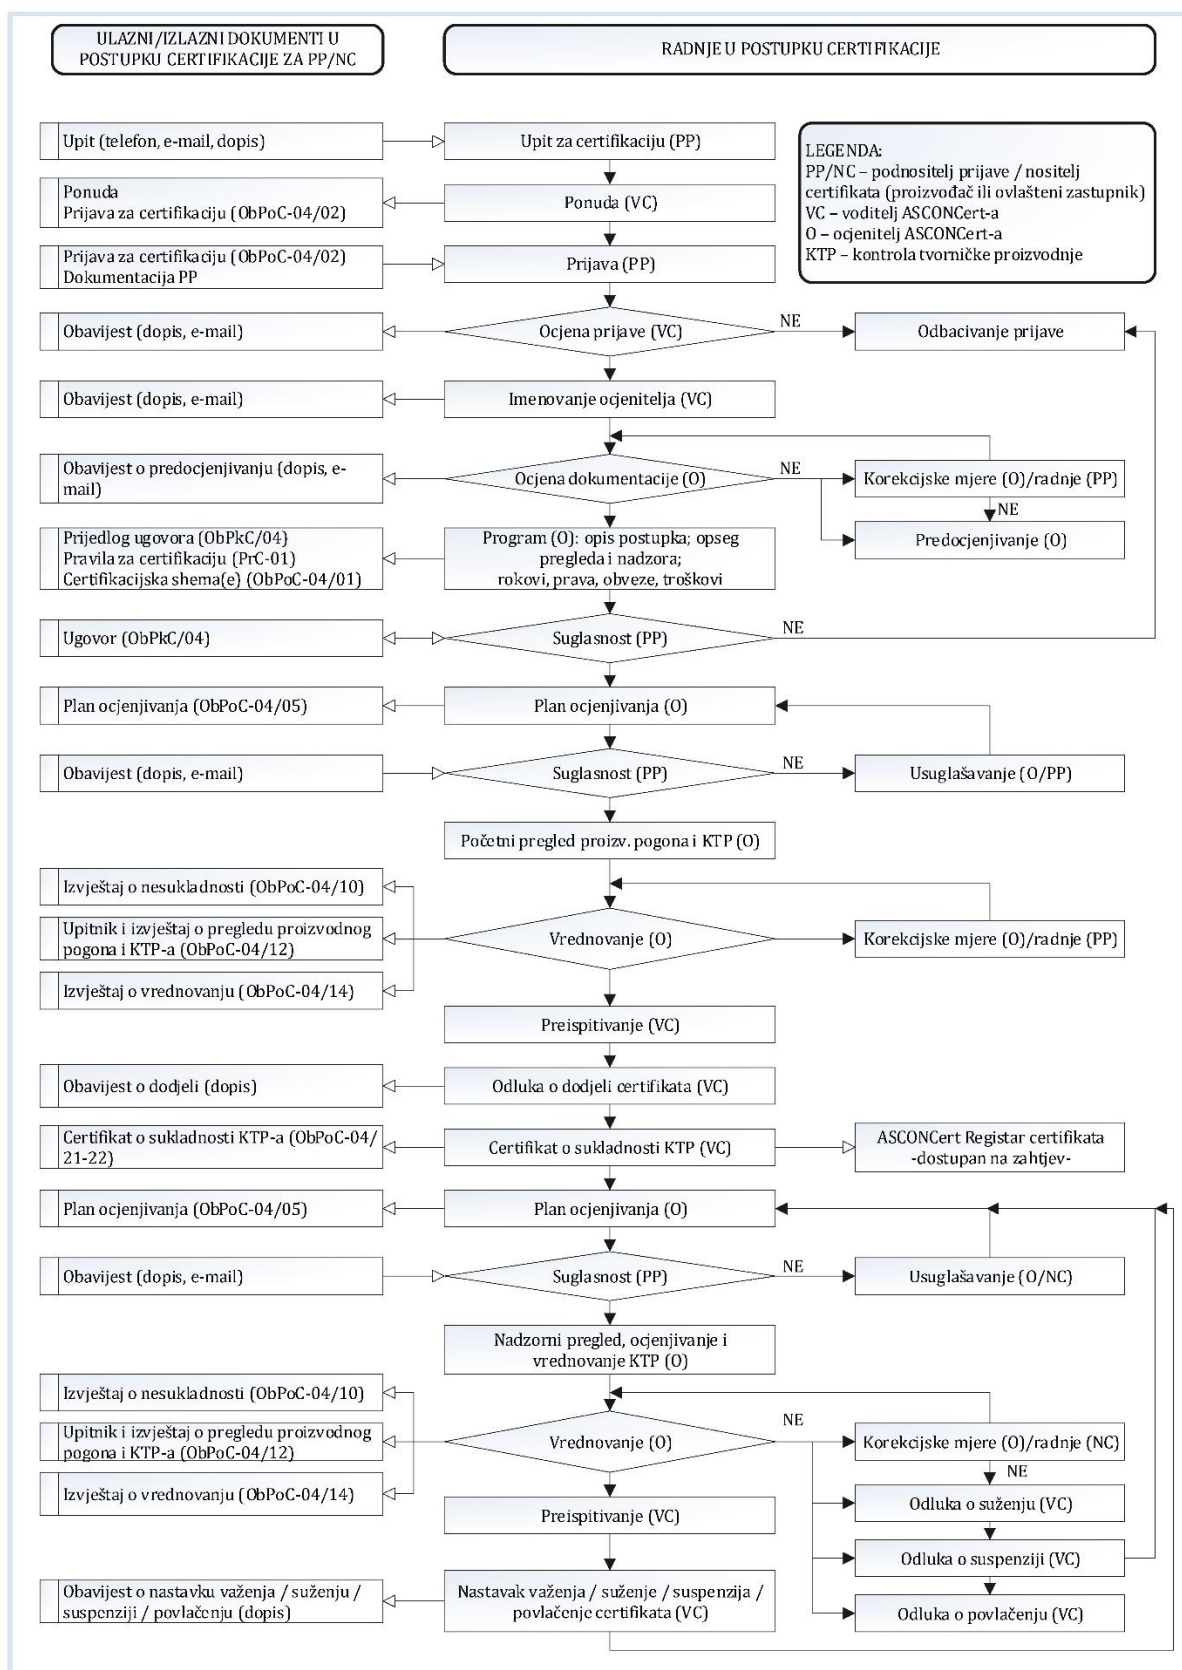 ULAZNI/IZLAZNI DOKUMENTI U
POSTUPKU CERTIFIKACIJE ZA PP/NC
RADNJE U POSTUPKU CERTIFIKACIJE
Upit (telefon, e-mail, dopis)
Upit za certifikaciju (PP)
LEGENDA:
PP/NC – podnositelj prijave / nositelj
certifikata (proizvođač ili ovlašteni zastupnik)
VC – voditelj ASCONCert-a
O – ocjenitelj ASCONCert-a
KTP – kontrola tvorničke proizvodnje
Ponuda
Prijava za certifikaciju (ObPoC-04/02)
Ponuda (VC)
Prijava za certifikaciju (ObPoC-04/02)
Dokumentacija PP
Prijava (PP)
Obavijest (dopis, e-mail)
Ocjena prijave (VC)
NE
Odbacivanje prijave
Obavijest (dopis, e-mail)
Imenovanje ocjenitelja (VC)
Obavijest o predocjenjivanju (dopis, e-
mail)
Ocjena dokumentacije (O)
NE
Korekcijske mjere (O)/radnje (PP)
NE
Predocjenjivanje (O)
Prijedlog ugovora (ObPkC/04)
Pravila za certifikaciju (PrC-01)
Certifikacijska shema(e) (ObPoC-04/01)
Program (O): opis postupka; opseg
pregleda i nadzora;
rokovi, prava, obveze, troškovi
Ugovor (ObPkC/04)
Suglasnost (PP)
NE
Plan ocjenjivanja (ObPoC-04/05)
Plan ocjenjivanja (O)
Obavijest (dopis, e-mail)
Suglasnost (PP)
NE
Usuglašavanje (O/PP)
Početni pregled proizv. pogona i KTP (O)
Izvještaj o nesukladnosti (ObPoC-04/10)
Upitnik i izvještaj o pregledu proizvodnog
pogona i KTP-a (ObPoC-04/12)
Vrednovanje (O)
Korekcijske mjere (O)/radnje (PP)
Izvještaj o vrednovanju (ObPoC-04/14)
Preispitivanje (VC)
Obavijest o dodjeli (dopis)
Odluka o dodjeli certifikata (VC)
Certifikat o sukladnosti KTP-a (ObPoC-04/
21-22)
Certifikat o sukladnosti KTP (VC)
ASCONCert Registar certifikata
-dostupan na zahtjev-
Plan ocjenjivanja (ObPoC-04/05)
Plan ocjenjivanja (O)
Obavijest (dopis, e-mail)
Suglasnost (PP)
NE
Usuglašavanje (O/NC)
Nadzorni pregled, ocjenjivanje i
vrednovanje KTP (O)
Izvještaj o nesukladnosti (ObPoC-04/10)
Upitnik i izvještaj o pregledu proizvodnog
pogona i KTP-a (ObPoC-04/12)
Vrednovanje (O)
NE
Korekcijske mjere (O)/radnje (NC)
NE
Izvještaj o vrednovanju (ObPoC-04/14)
Odluka o suženju (VC)
Preispitivanje (VC)
Odluka o suspenziji (VC)
Obavijest o nastavku važenja / suženju /
suspenziji / povlačenju (dopis)
Nastavak važenja / suženje / suspenzija /
povlačenje certifikata (VC)
Odluka o povlačenju (VC)